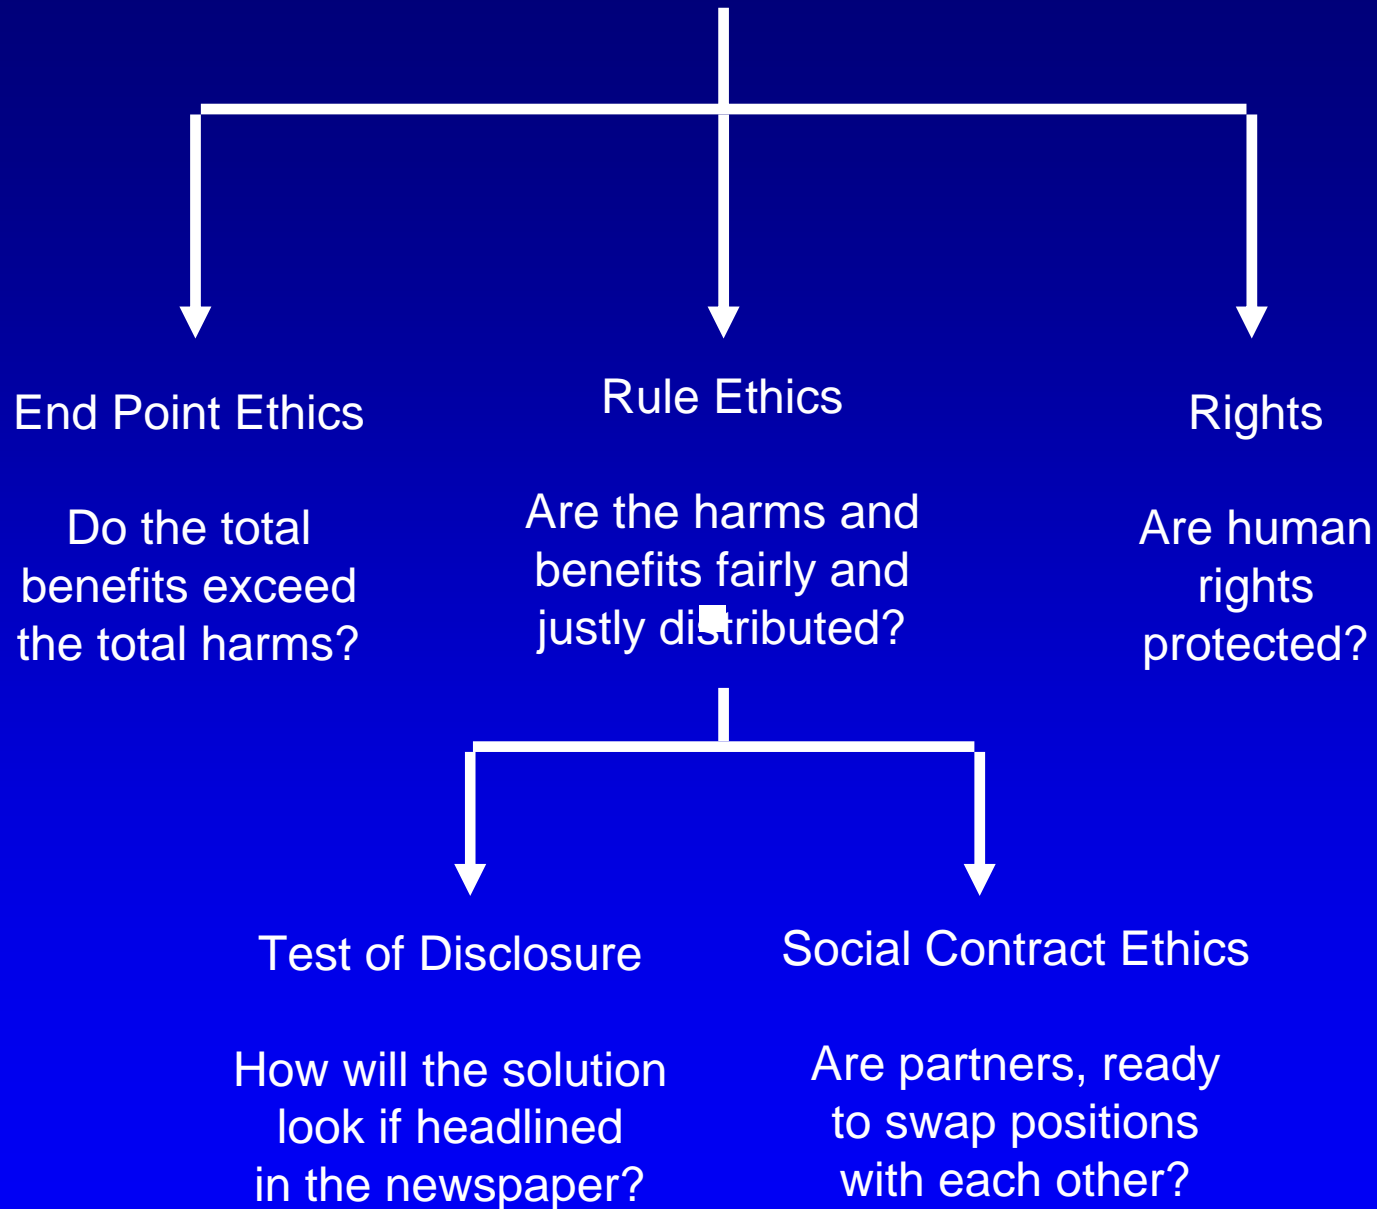 End Point Ethics
Do the total
benefits exceed
the total harms?
Rule Ethics
Are the harms and
benefits fairly and
justly distributed?
Rights
Are human
rights
protected?
Test of Disclosure
How will the solution
look if headlined
in the newspaper?
Social Contract Ethics
Are partners, ready
to swap positions
with each other?